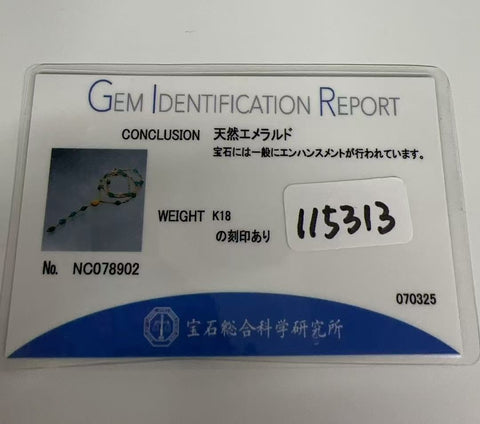 GEM IDENTIFICATION REPORT
CONCLUSION 天然エメラルド
宝石には一般にエンハンスメントが行われています。
WEIGHT K18
の刻印あり
115313
No. NC078902
070325
宝石総合科学研究所